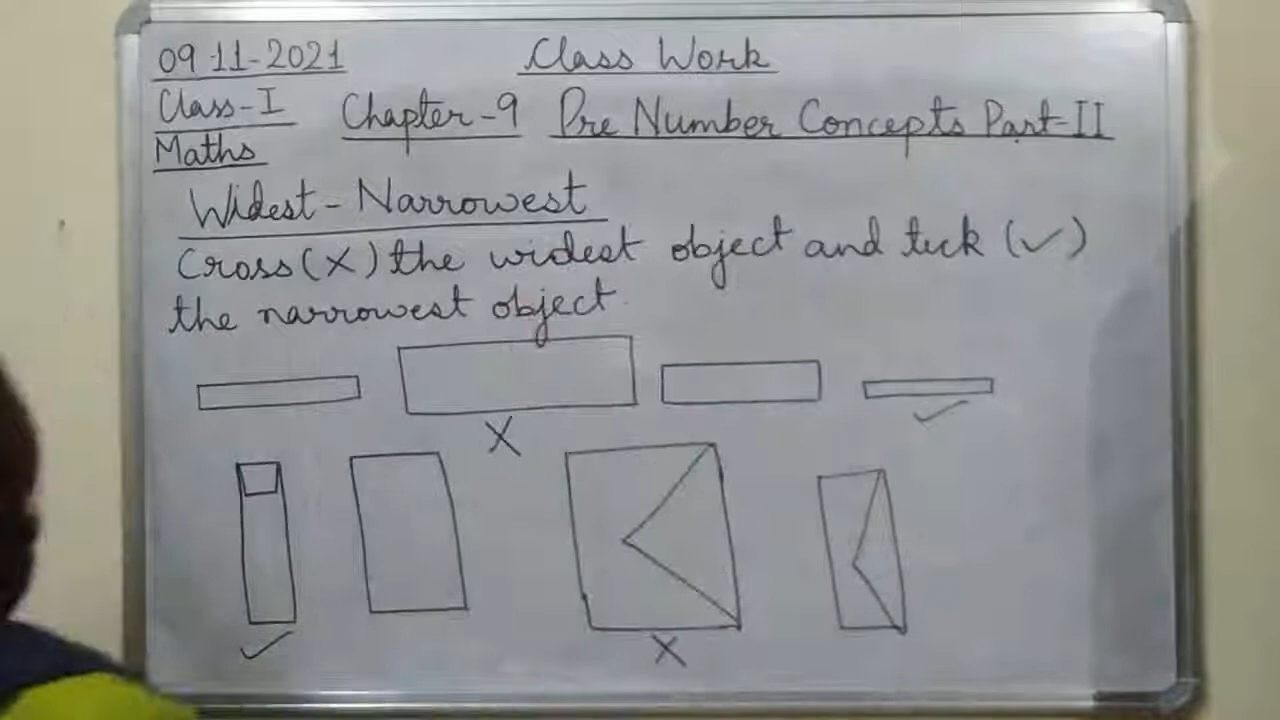 09-11-2021 Class Work
Class-I Chapter-9 Pre Number Concepts Part-II
Maths
Widest-Narrowest
Cross(X) the widest object and tick (✓)
the narrowest object.
X ✓
✓ X